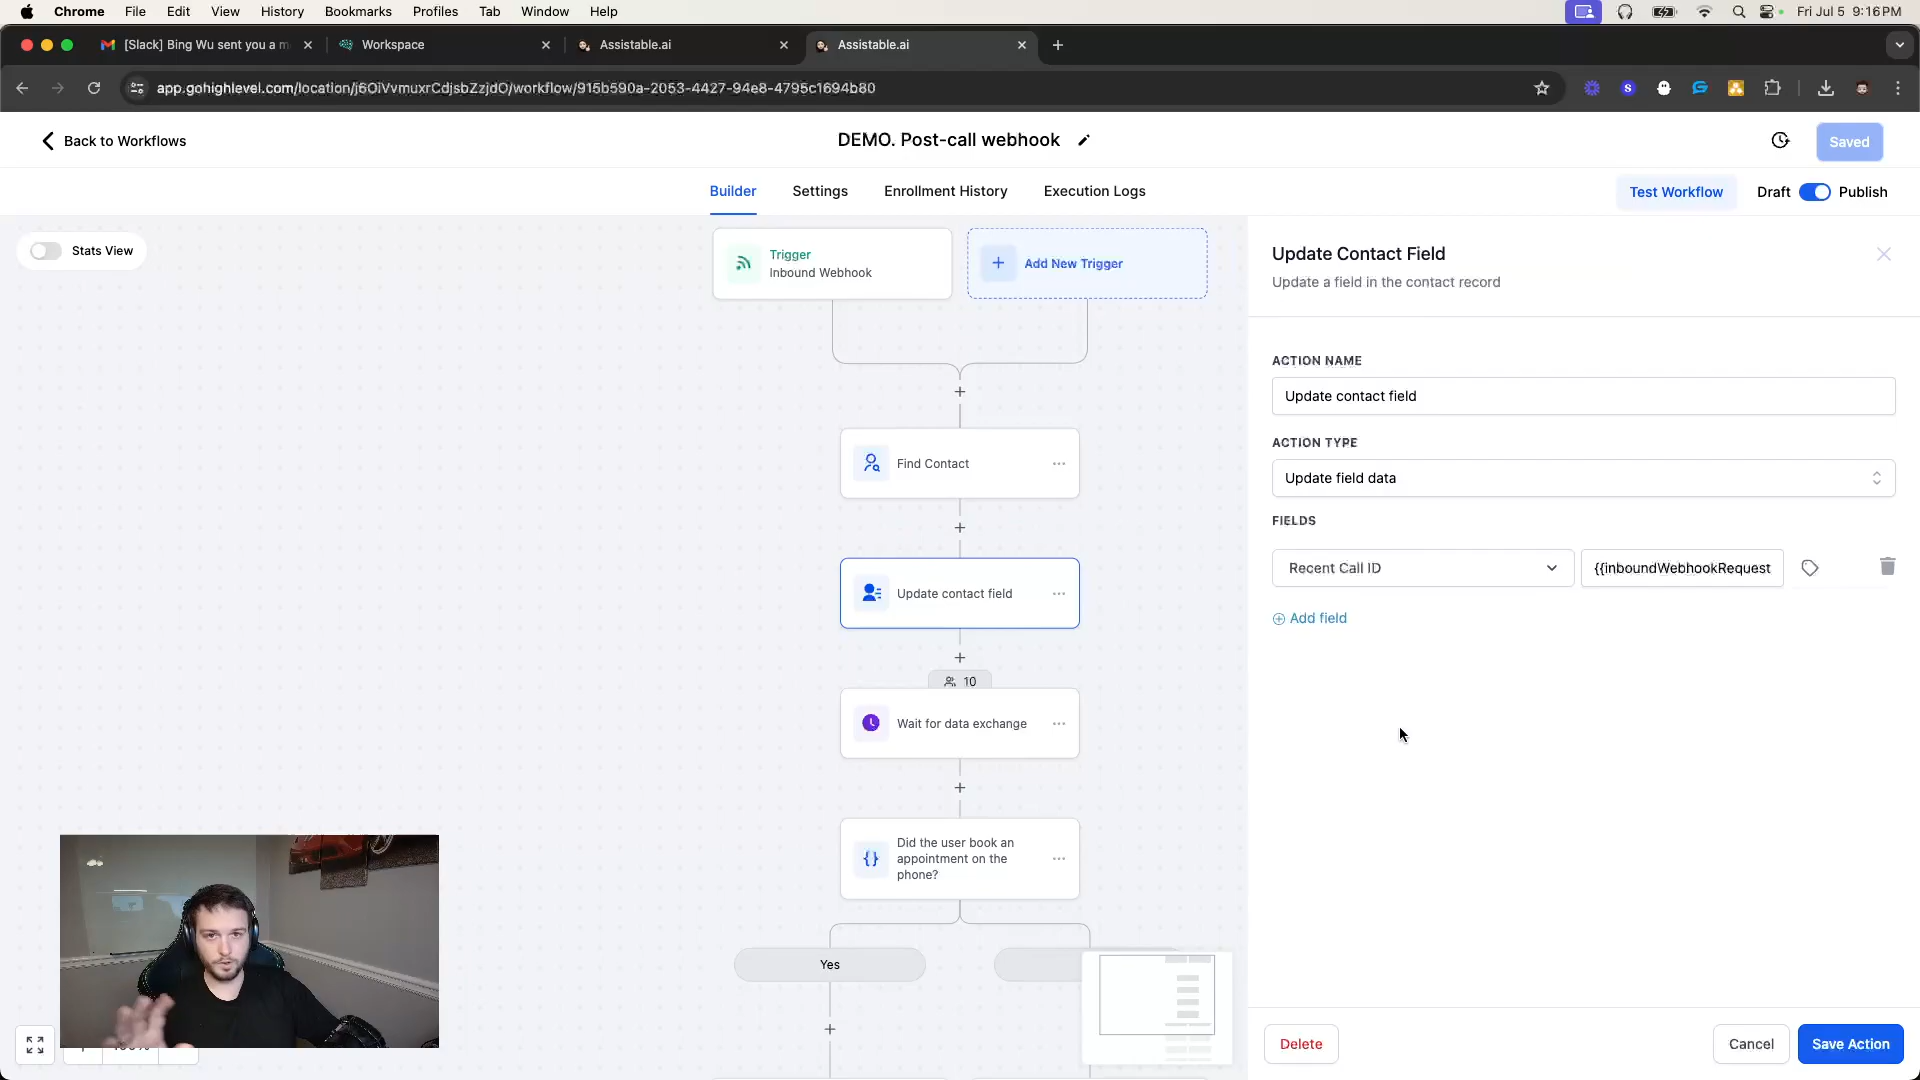 Chrome File Edit View History Bookmarks Profiles Tab Window Help Fri Jul 5 9:16PM
[Slack] Bing Wu sent you a m
Workspace
Assistable.ai
Assistable.ai
app.gohighlevel.com/location/j6OiVvmuxrCdjsbZzjdO/workflow/915b590a-2053-4427-94e8-4795c1694b80
Back to Workflows
DEMO. Post-call webhook
Saved
Builder
Settings
Enrollment History
Execution Logs
Test Workflow
Draft
Publish
Stats View
Trigger
Inbound Webhook
Add New Trigger
Find Contact
Update contact field
10
Wait for data exchange
Did the user book an
appointment on the
phone?
Yes
Update Contact Field
Update a field in the contact record
ACTION NAME
Update contact field
ACTION TYPE
Update field data
FIELDS
Recent Call ID
{{inboundWebhookRequest
Add field
Delete
Cancel
Save Action